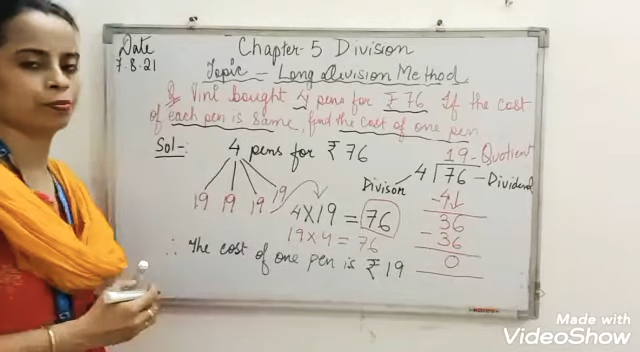 Date
7.8.21
Chapter-5 Division
Topic - Long Division Method
Q. Vini bought 4 pens for ₹ 76 If the cost
of each pen is same, find the cost of one pen
Sol:-
4 pens for ₹ 76
19 19 19 19
4×19 = 76
19×4 = 76
∴ The cost of one pen is ₹ 19
19 - Quotient
Divison 4 76 - Dividend
-4↓
36
- 36
0
Made with
VideoShow